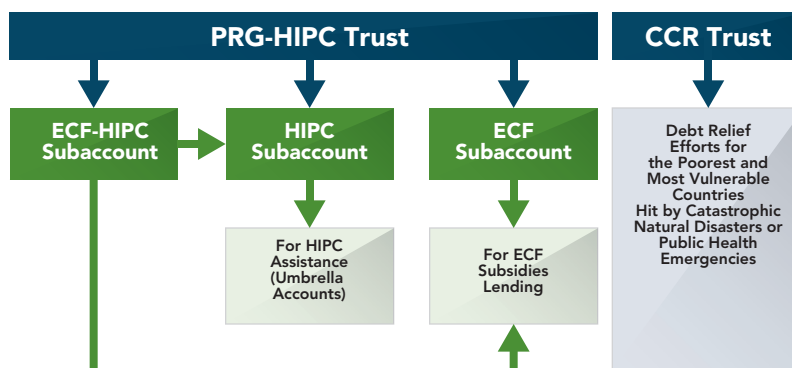 PRG-HIPC Trust
CCR Trust
ECF-HIPC
Subaccount
HIPC
Subaccount
ECF
Subaccount
For HIPC
Assistance
(Umbrella
Accounts)
For ECF
Subsidies
Lending
Debt Relief
Efforts for
the Poorest and
Most Vulnerable
Countries
Hit by Catastrophic
Natural Disasters or
Public Health
Emergencies